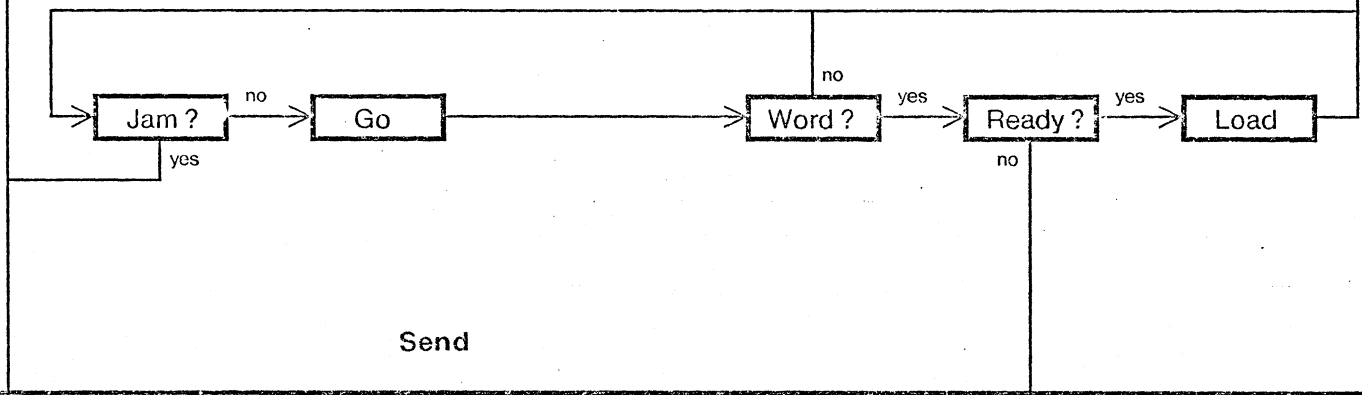 no
Jam ?
no
Go
Word ?
yes
Ready ?
yes
Load
yes
no
Send